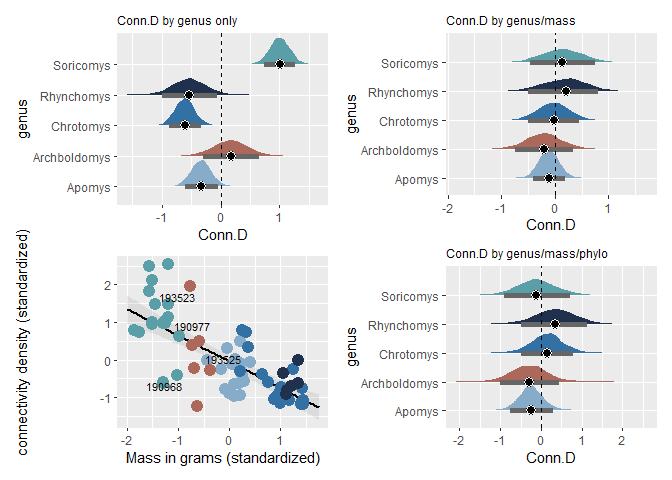 Conn.D by genus only
genus
Soricomys
Rhynchomys
Chrotomys
Archboldomys
Apomys
-1 0 1
Conn.D
Conn.D by genus/mass
genus
Soricomys
Rhynchomys
Chrotomys
Archboldomys
Apomys
-2 -1 0 1
Conn.D
connectivity density (standardized)
2
1
0
-1
193523
190977
193525
190968
-2 -1 0 1
Mass in grams (standardized)
Conn.D by genus/mass/phylo
genus
Soricomys
Rhynchomys
Chrotomys
Archboldomys
Apomys
-2 -1 0 1 2
Conn.D